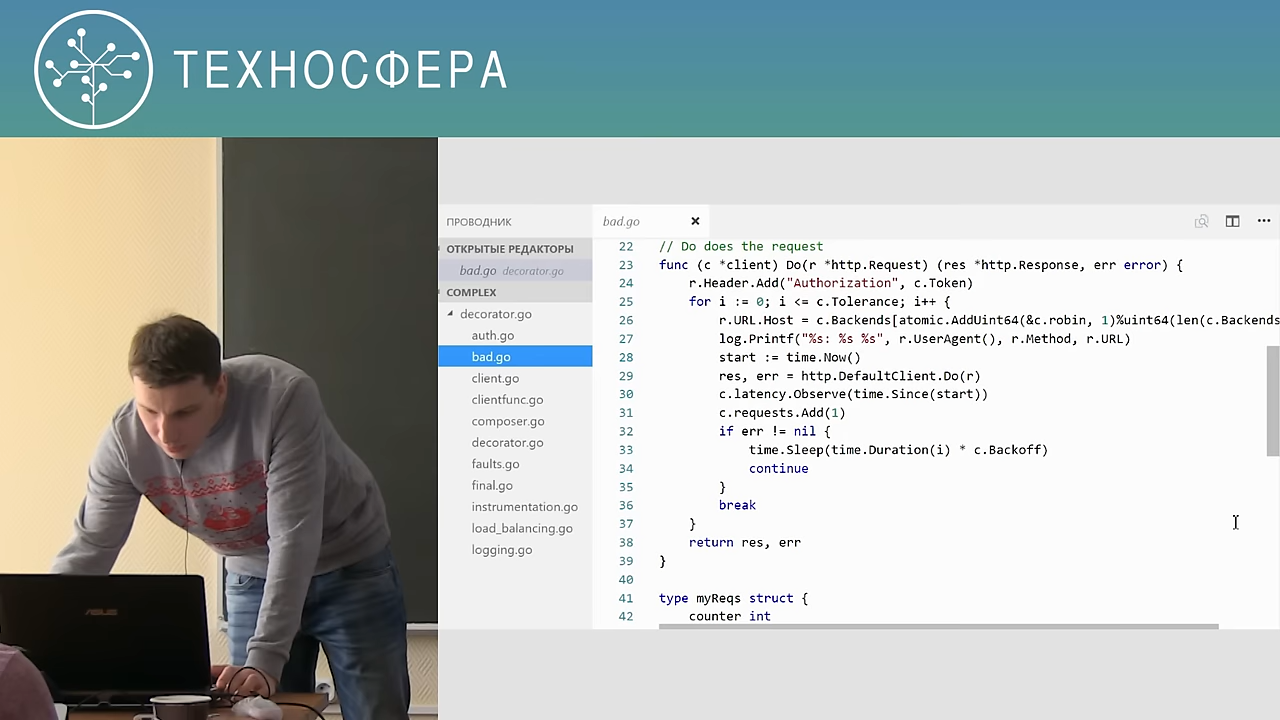 ТЕХНОСФЕРА
ПРОВОДНИК
ОТКРЫТЫЕ РЕДАКТОРЫ
bad.go decorator.go
COMPLEX
decorator.go
auth.go
bad.go
client.go
clientfunc.go
composer.go
decorator.go
faults.go
final.go
instrumentation.go
load_balancing.go
logging.go
bad.go
22 // Do does the request
23 func (c *client) Do(r *http.Request) (res *http.Response, err error) {
24 r.Header.Add("Authorization", c.Token)
25 for i := 0; i <= c.Tolerance; i++ {
26 r.URL.Host = c.Backends[atomic.AddUint64(&c.robin, 1)%uint64(len(c.Backends
27 log.Printf("%s: %s %s", r.UserAgent(), r.Method, r.URL)
28 start := time.Now()
29 res, err = http.DefaultClient.Do(r)
30 c.latency.Observe(time.Since(start))
31 c.requests.Add(1)
32 if err != nil {
33 time.Sleep(time.Duration(i) * c.Backoff)
34 continue
35 }
36 break
37 }
38 return res, err
39 }
40
41 type myReqs struct {
42 counter int
ASUS